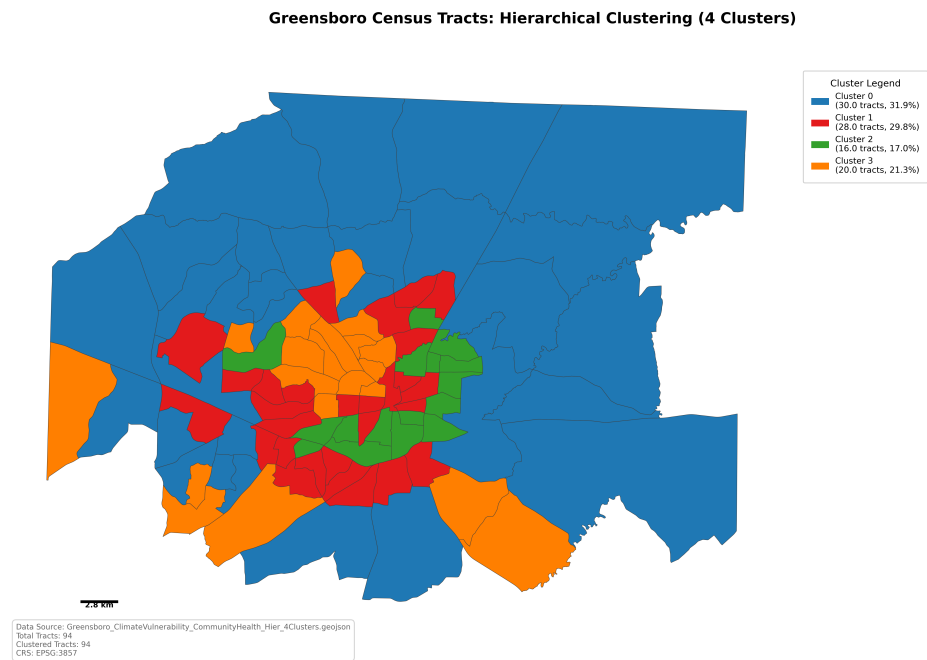 Greensboro Census Tracts: Hierarchical Clustering (4 Clusters)
Cluster Legend
Cluster 0
(30.0 tracts, 31.9%)
Cluster 1
(28.0 tracts, 29.8%)
Cluster 2
(16.0 tracts, 17.0%)
Cluster 3
(20.0 tracts, 21.3%)
2.8 km
Data Source: Greensboro_ClimateVulnerability_CommunityHealth_Hier_4Clusters.geojson
Total Tracts: 94
Clustered Tracts: 94
CRS: EPSG:3857